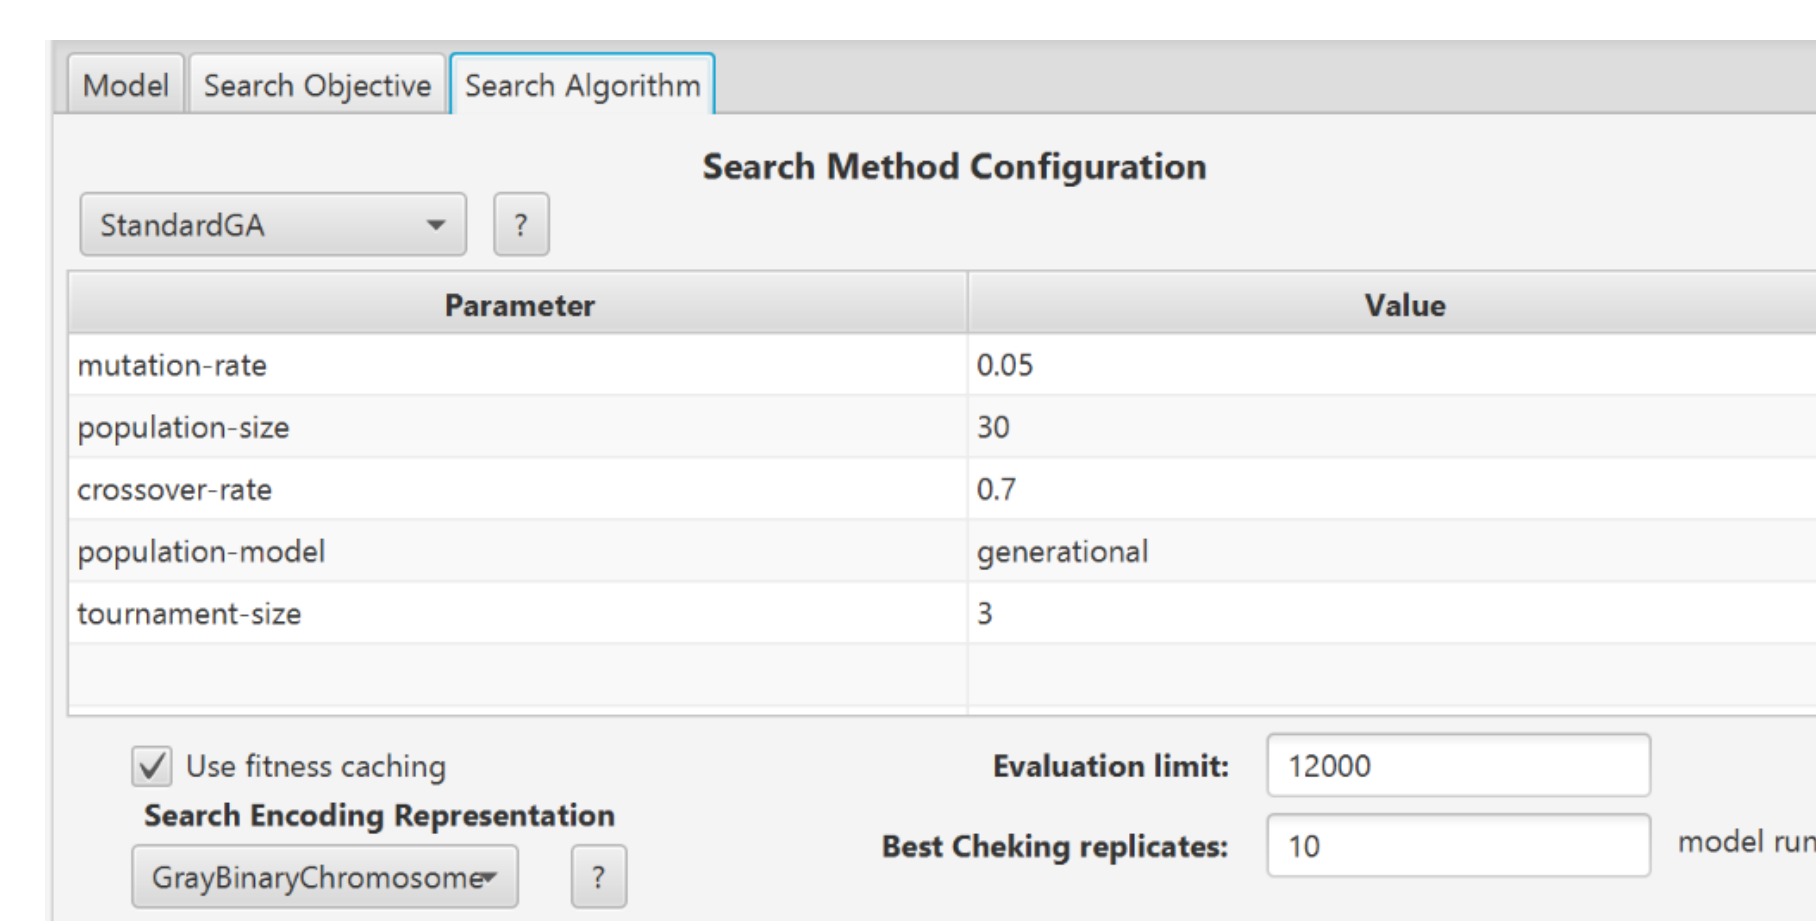 Model Search Objective Search Algorithm
Search Method Configuration
StandardGA ?
Parameter Value
mutation-rate 0.05
population-size 30
crossover-rate 0.7
population-model generational
tournament-size 3
Use fitness caching Evaluation limit: 12000
Search Encoding Representation
Best Cheking replicates: 10 model run
GrayBinaryChromosome ?